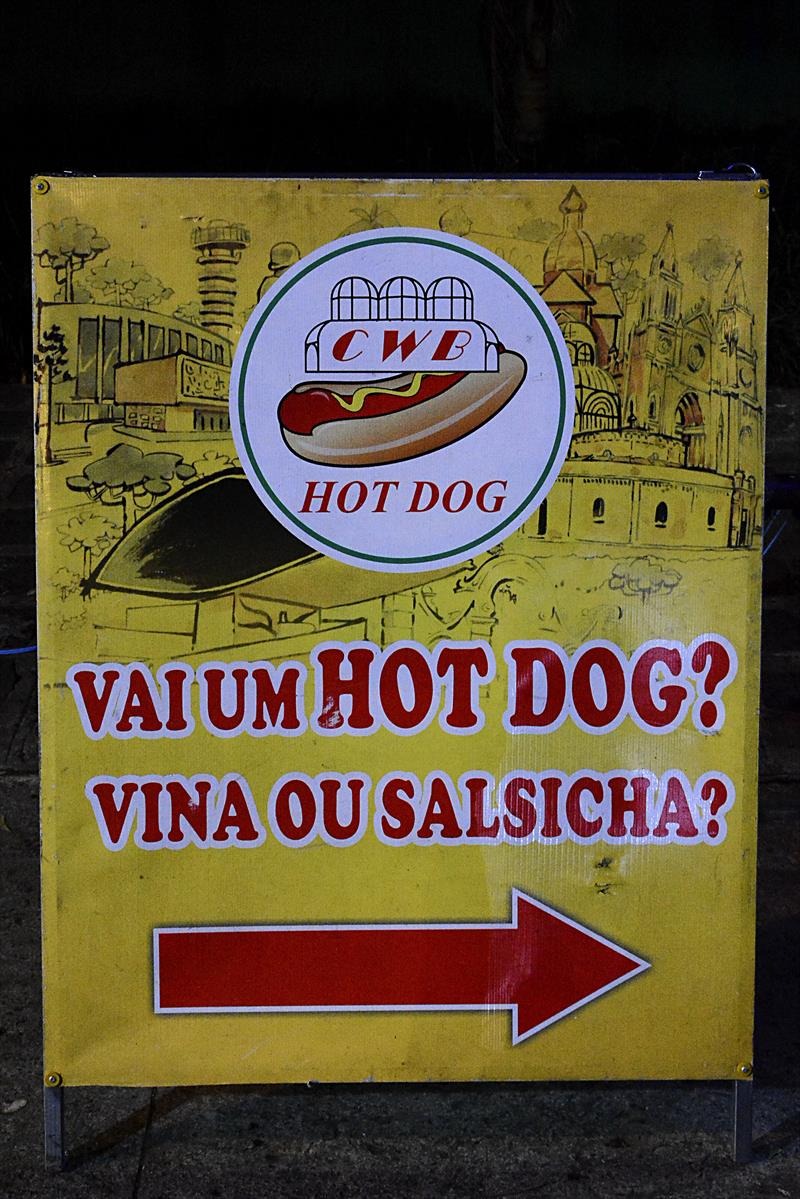 CWB
HOT DOG
VAI UM HOT DOG?
VINA OU SALSICHA?